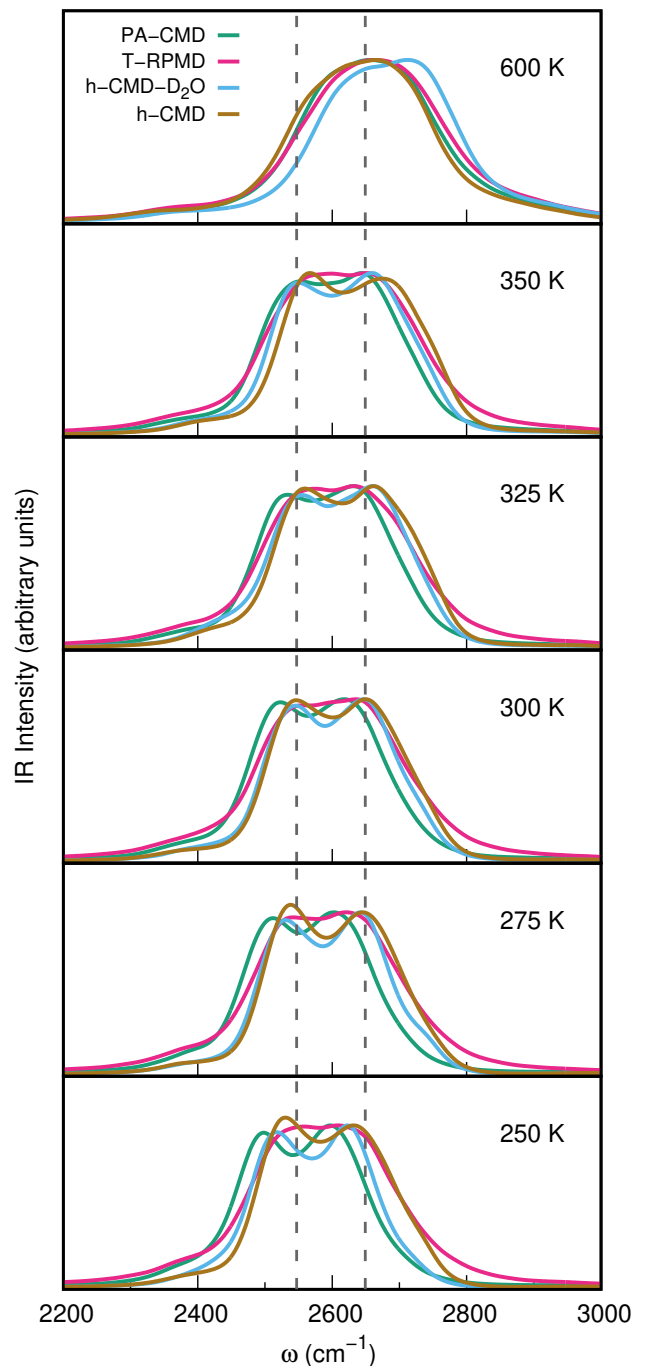 PA−CMD
T−RPMD
h−CMD−D₂O
h−CMD
600 K
350 K
325 K
300 K
275 K
250 K
IR Intensity (arbitrary units)
2200 2400 2600 2800 3000
ω (cm⁻¹)